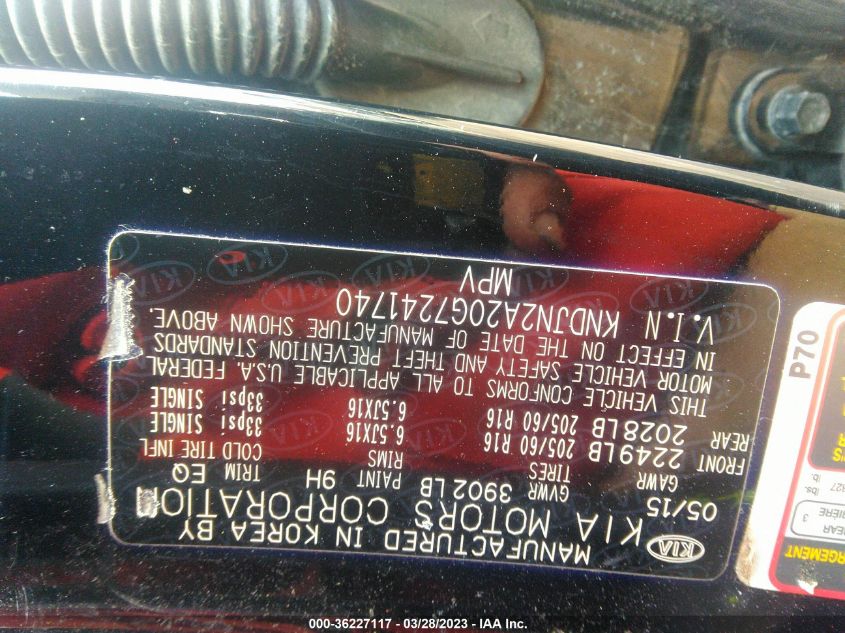 KIA
MANUFACTURED IN KOREA BY
KIA MOTORS CORPORATION
05/15 GVWR 3902LB PAINT 9H TRIM EQ
GAWR TIRES RIMS COLD TIRE INFL
FRONT 2249LB 205/60 R16 6.5JX16 33psi SINGLE
REAR 2028LB 205/60 R16 6.5JX16 33psi SINGLE
THIS VEHICLE CONFORMS TO ALL APPLICABLE U.S.A. FEDERAL
MOTOR VEHICLE SAFETY AND THEFT PREVENTION STANDARDS
IN EFFECT ON THE DATE OF MANUFACTURE SHOWN ABOVE.
V.I.N KNDJN2A20G7241740
MPV
P70
000-36227117 - 03/28/2023 - IAA Inc.